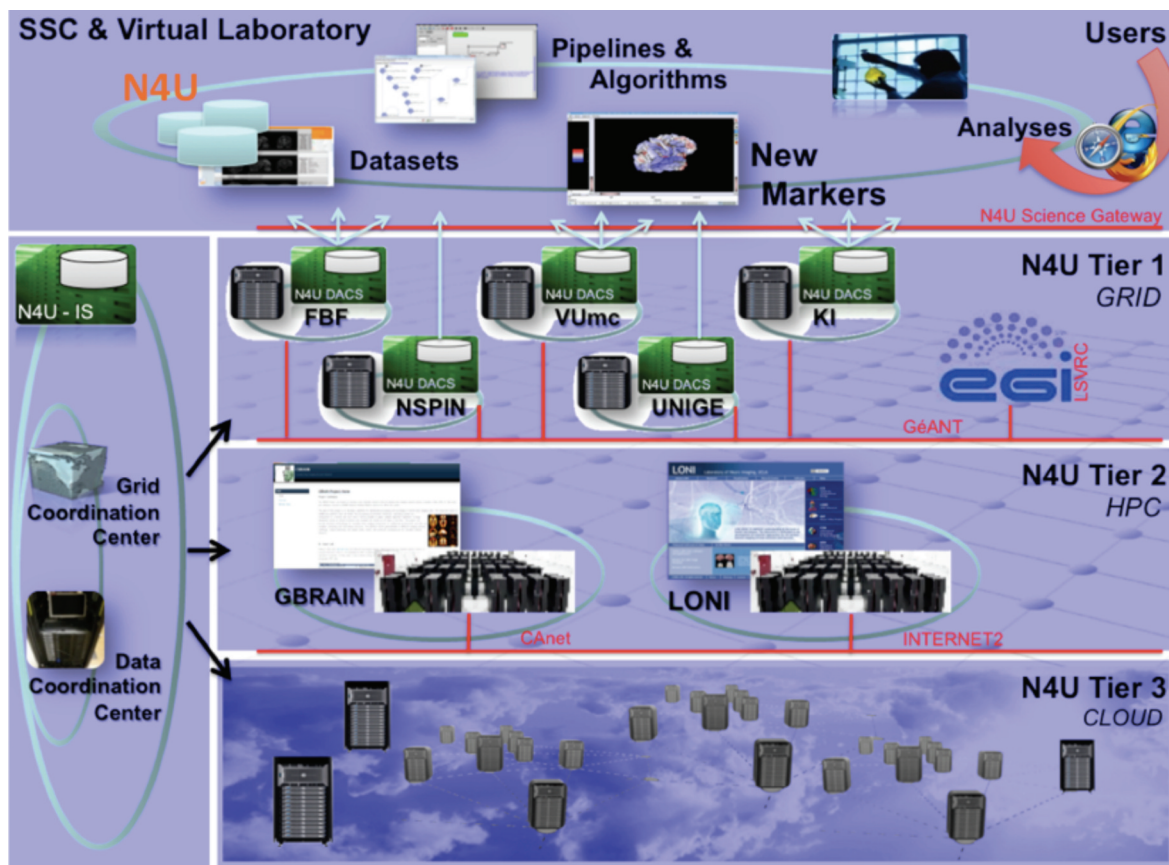 SSC & Virtual Laboratory
Users
Pipelines &
Algorithms
N4U
Analyses
Datasets
New
Markers
N4U Science Gateway
N4U - IS
N4U Tier 1
GRID
N4U DACS
FBF
N4U DACS
VUmc
N4U DACS
KI
N4U DACS
NSPIN
N4U DACS
UNIGE
egi
LSVRC
GéANT
Grid
Coordination
Center
N4U Tier 2
HPC
LONI
GBRAIN
LONI
CAnet
INTERNET2
Data
Coordination
Center
N4U Tier 3
CLOUD